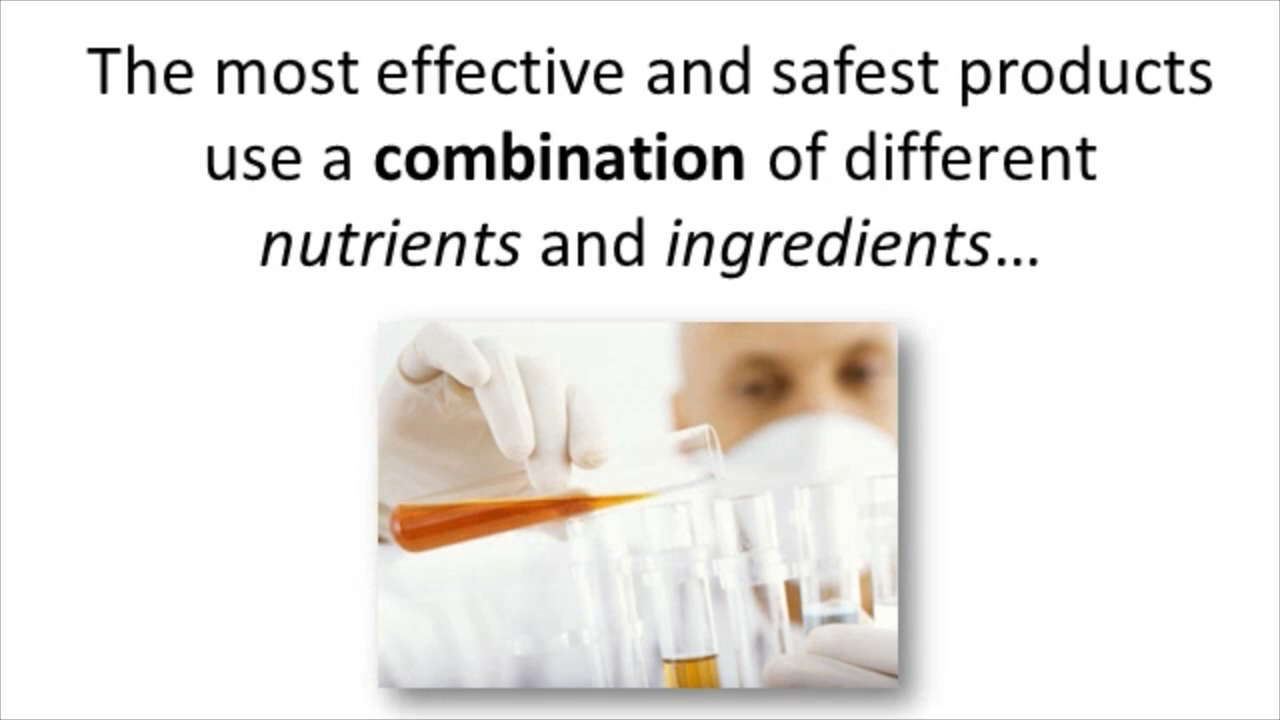 The most effective and safest products
use a combination of different
nutrients and ingredients...